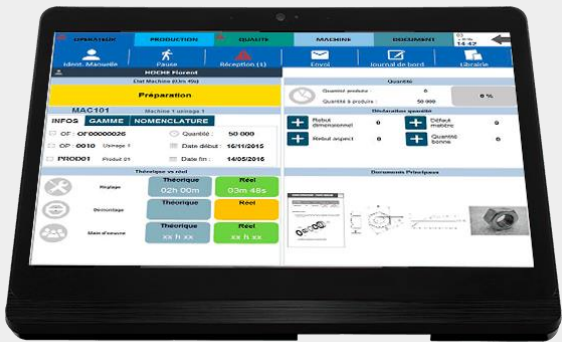 OPERATEUR PRODUCTION QUALITE MACHINE DOCUMENT
14:42
Ident. Manuelle Pause Réception (1) Envoi Journal de bord Librairie
HOCHE Florent
Etat Machine (0rs 49s)
Préparation
MAC101 Machine 1 usinage 1
INFOS GAMME NOMENCLATURE
OF : OF00000026 Quantité : 50 000
OP : 0010 Usinage 1 Date début : 16/11/2015
PROD01 Produit 01 Date fin : 14/05/2016
Théorique vs réel
Réglage Théorique 02h 00m Réel 03m 48s
Démontage Théorique Réel
Main d'oeuvre Théorique xx h xx Réel xx h xx
Quantité
Quantité produite : 0
Quantité à produire : 50 000
0 %
Déclaration quantité
Rebut dimensionnel 0 Défaut matière 0
Rebut aspect 0 Quantité bonne 0
Documents Principaux